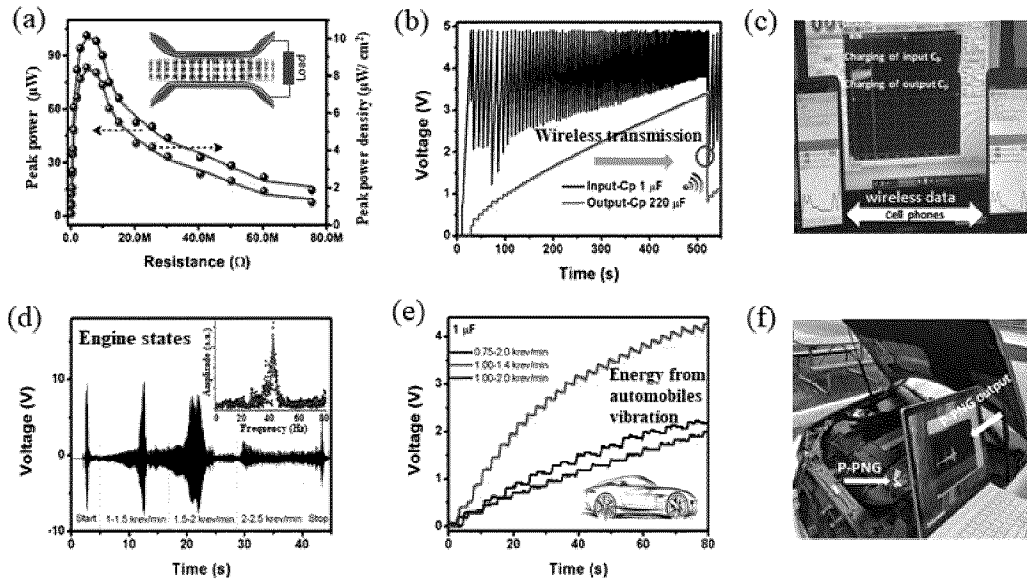 (a)
Peak power (µW)
105
90
60
30
0
Load
10
8
6
4
2
0
Peak power density (µW/ cm²)
0.0
20.0M
40.0M
60.0M
80.0M
Resistance (Ω)
(b)
Voltage (V)
5
4
3
2
1
0
Wireless transmission
Input-Cp 1 µF
Output-Cp 220 µF
0
100
200
300
400
500
Time (s)
(c)
Charging of input Cp
Charging of output Cp
wireless data
Cell phones
(d)
Engine states
Voltage (V)
10
0
-10
Amplitude (a.u.)
0
20
40
60
80
Frequency (Hz)
Start
1-1.5 krev/min
1.5-2 krev/min
2-2.5 krev/min
Stop
0
10
20
30
40
Time (s)
(e)
1 µF
0.75-2.0 krev/min
1.00-1.4 krev/min
1.00-2.0 krev/min
Energy from
automobiles
vibration
Voltage (V)
4
2
0
0
20
40
60
80
Time (s)
(f)
P-PNG
output